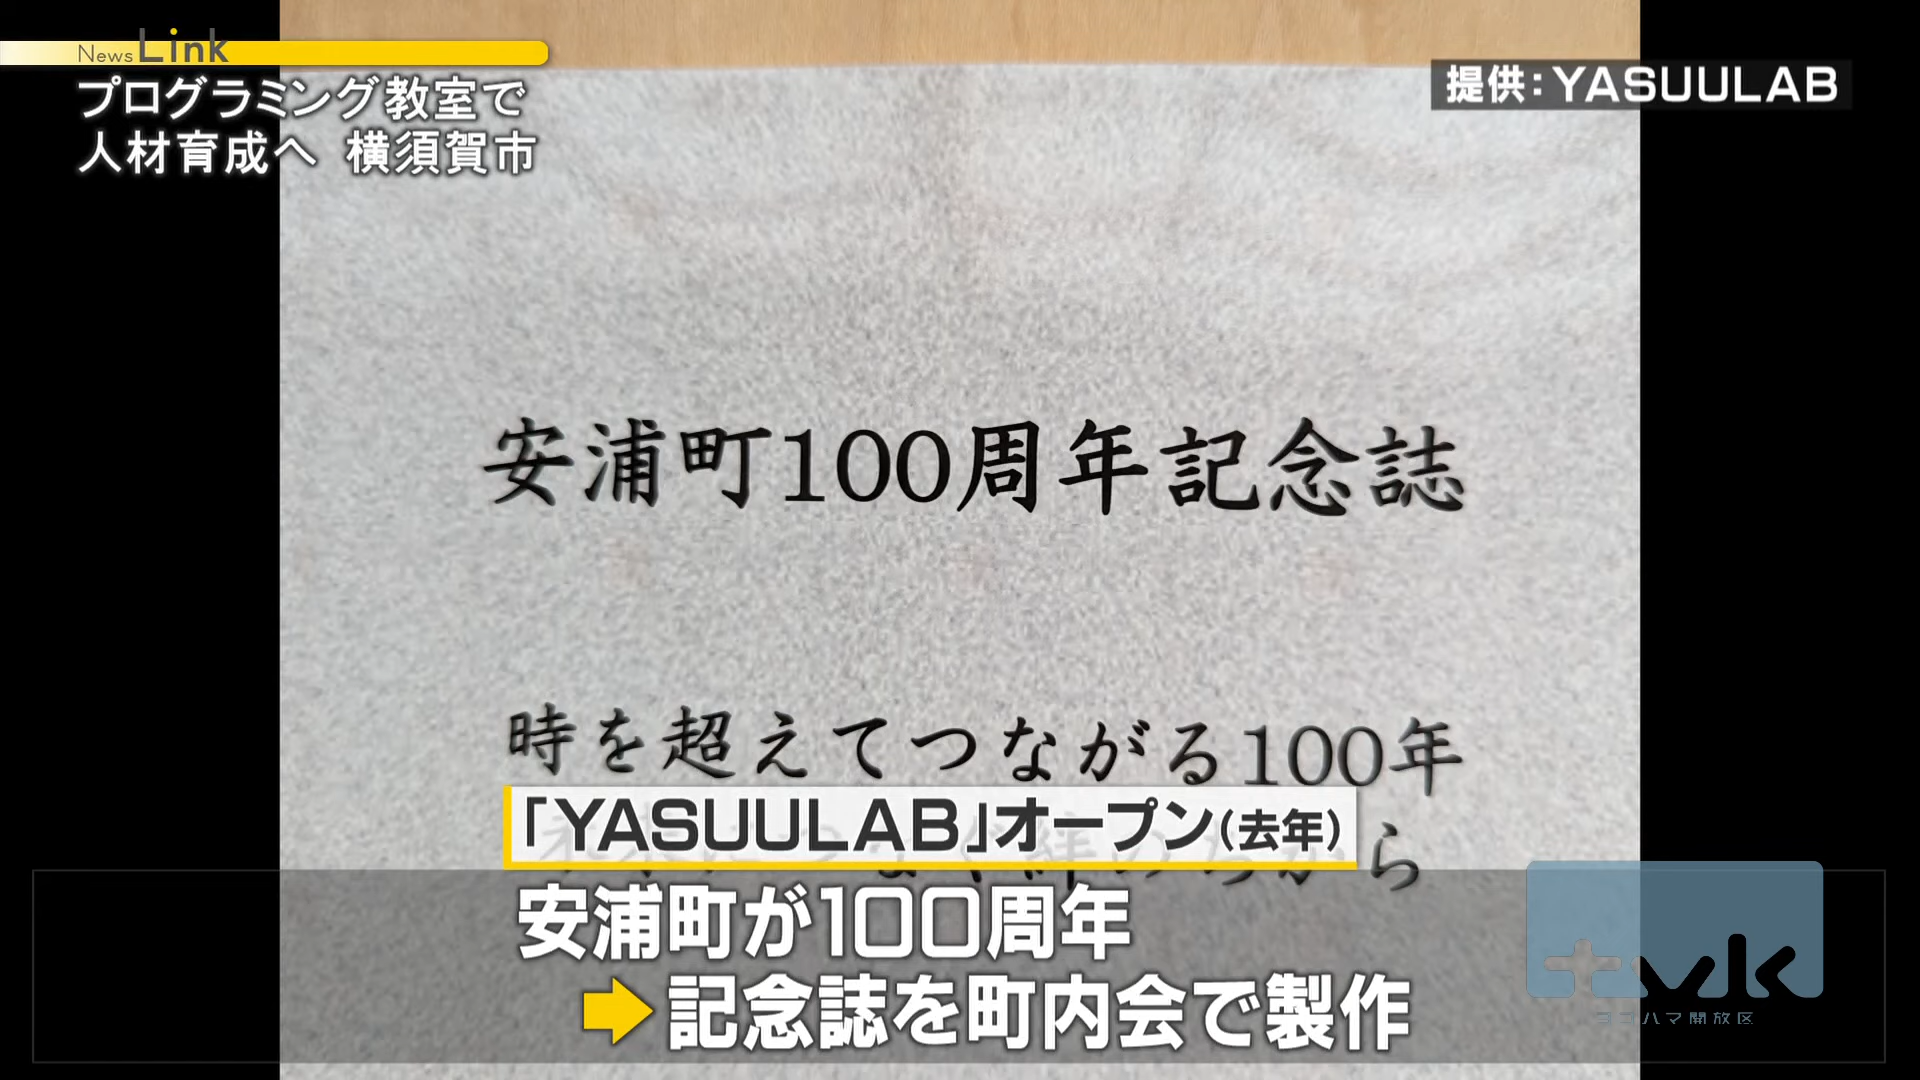 News Link
プログラミング教室で
人材育成へ 横須賀市
提供：YASUULAB
安浦町100周年記念誌
時を超えてつながる100年
「YASUULAB」オープン（去年）
ら
安浦町が100周年
➡記念誌を町内会で製作
tvk
ヨコハマ開放区